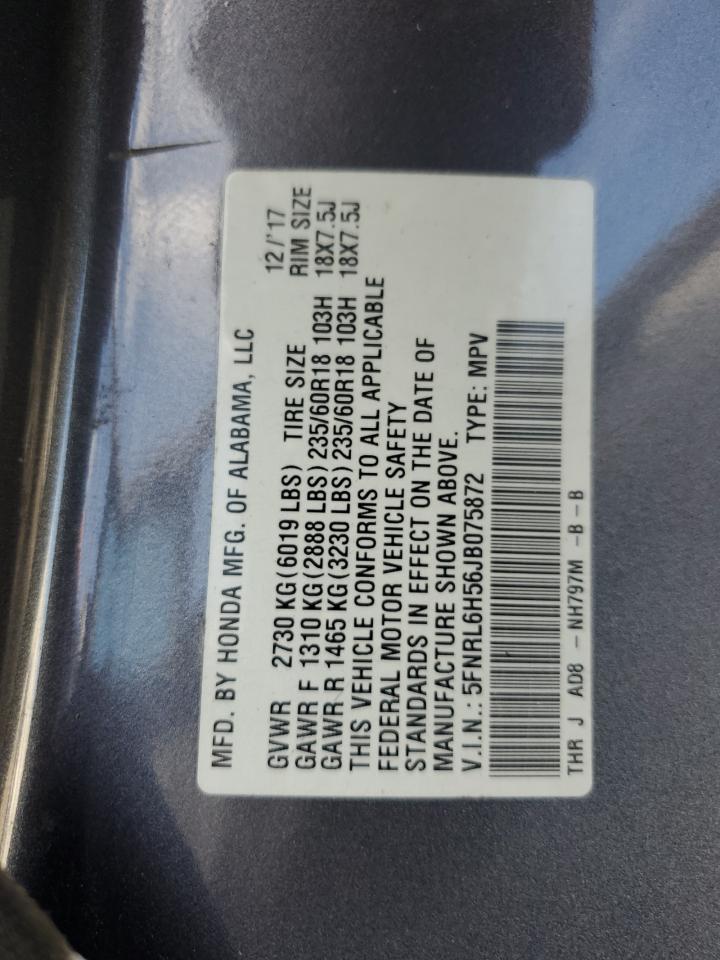 MFD. BY HONDA MFG. OF ALABAMA, LLC
12/'17
GVWR 2730 KG(6019 LBS) TIRE SIZE RIM SIZE
GAWR F 1310 KG(2888 LBS)235/60R18 103H 18X7.5J
GAWR R 1465 KG(3230 LBS)235/60R18 103H 18X7.5J
THIS VEHICLE CONFORMS TO ALL APPLICABLE
FEDERAL MOTOR VEHICLE SAFETY
STANDARDS IN EFFECT ON THE DATE OF
MANUFACTURE SHOWN ABOVE.
V.I.N.: 5FNRL6H56JB075872 TYPE: MPV
THR J AD8 - NH797M -B-B